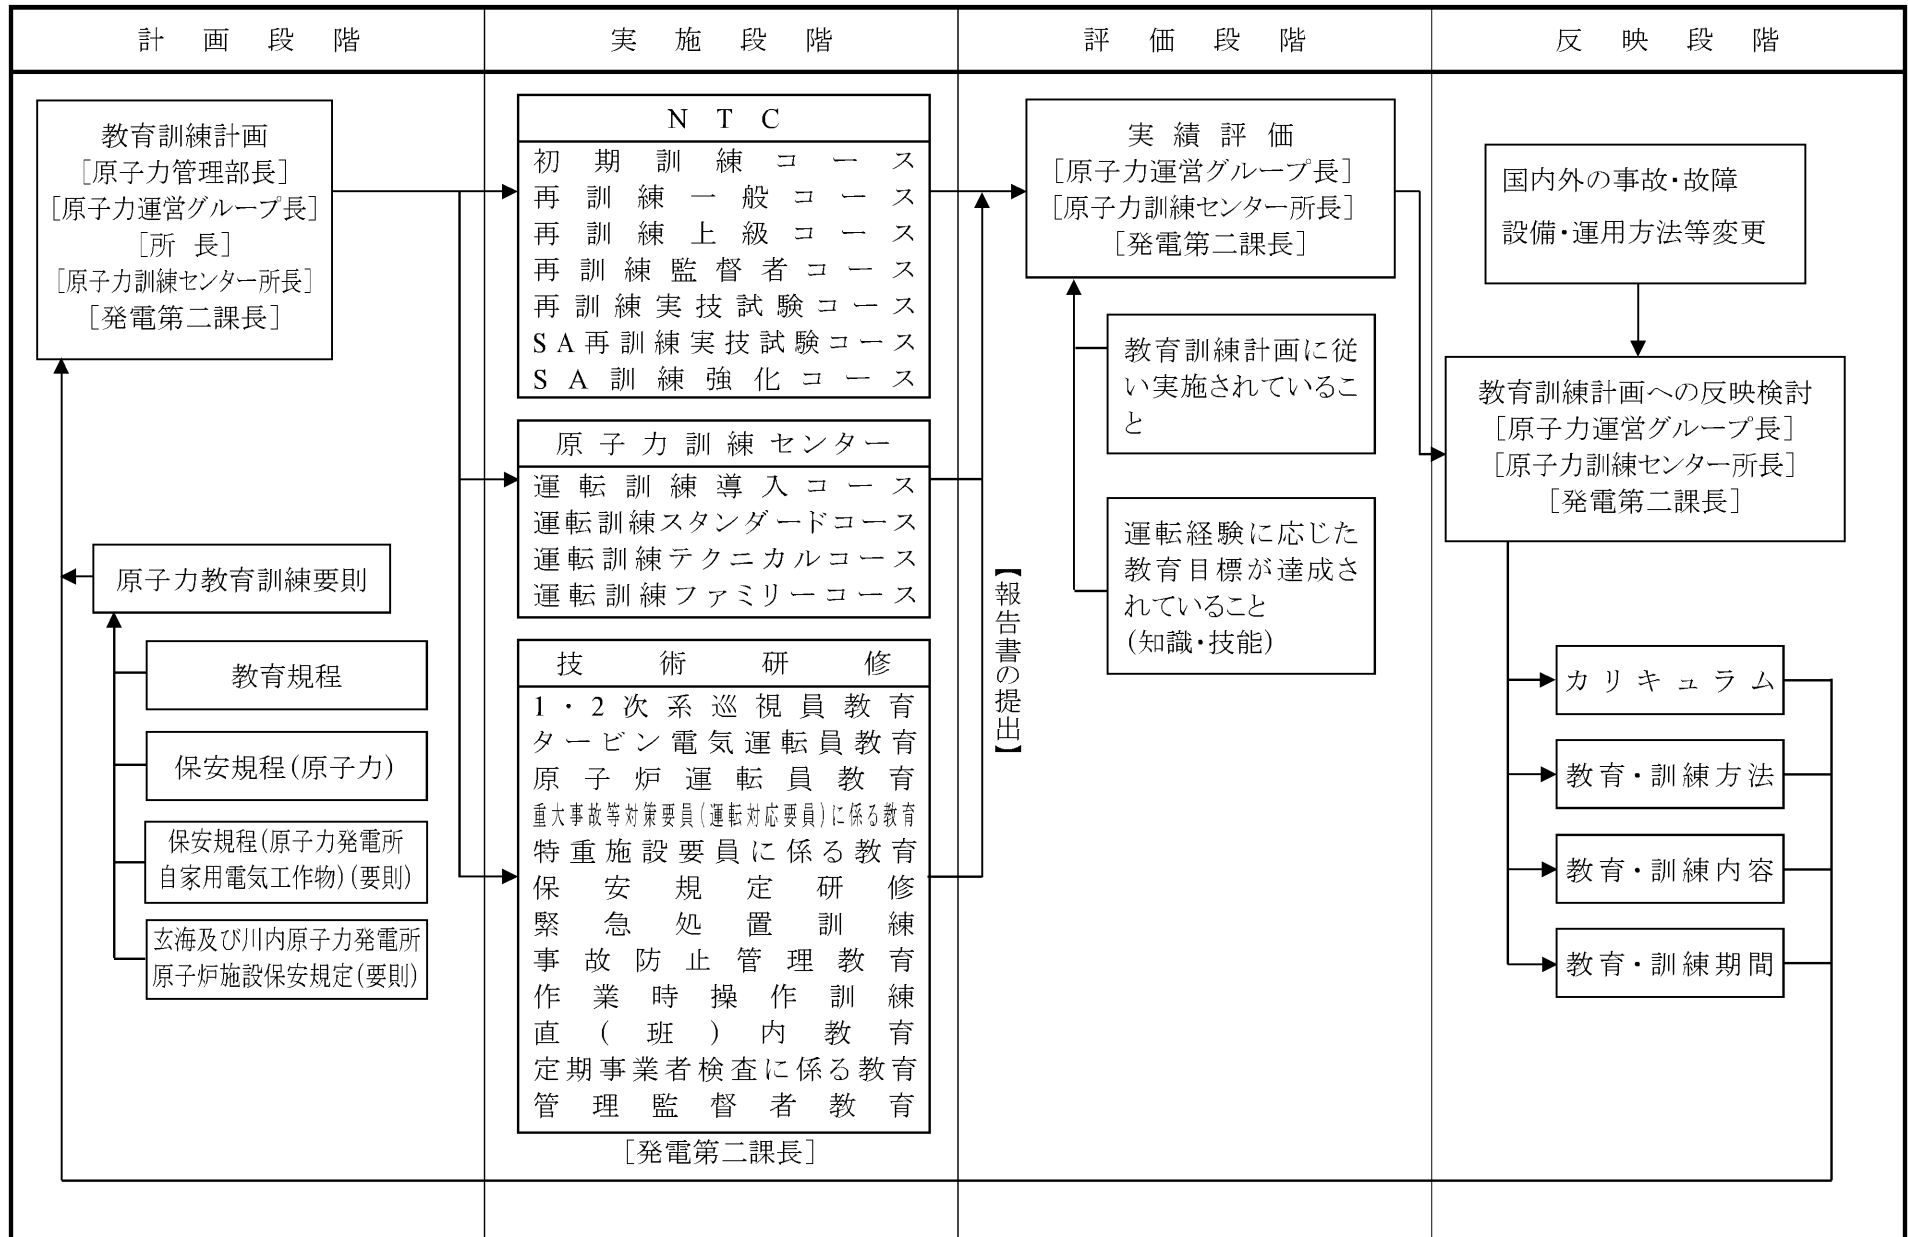 計画段階
実施段階
評価段階
反映段階
教育訓練計画
[原子力管理部長]
[原子力運営グループ長]
[所長]
[原子力訓練センター所長]
[発電第二課長]
原子力教育訓練要則
教育規程
保安規程(原子力)
保安規程(原子力発電所
自家用電気工作物)(要則)
玄海及び川内原子力発電所
原子炉施設保安規定(要則)
NTC
初期訓練コース
再訓練一般コース
再訓練上級コース
再訓練監督者コース
再訓練実技試験コース
SA再訓練実技試験コース
SA訓練強化コース
原子力訓練センター
運転訓練導入コース
運転訓練スタンダードコース
運転訓練テクニカルコース
運転訓練ファミリーコース
技術研修
1・2次系巡視員教育
タービン電気運転員教育
原子炉運転員教育
重大事故等対策要員(運転対応要員)に係る教育
特重施設要員に係る教育
保安規定研修
緊急処置訓練
事故防止管理教育
作業時操作訓練
直(班)内教育
定期事業者検査に係る教育
管理監督者教育
[発電第二課長]
【報告書の提出】
実績評価
[原子力運営グループ長]
[原子力訓練センター所長]
[発電第二課長]
教育訓練計画に従
い実施されているこ
と
運転経験に応じた
教育目標が達成さ
れていること
(知識・技能)
国内外の事故・故障
設備・運用方法等変更
教育訓練計画への反映検討
[原子力運営グループ長]
[原子力訓練センター所長]
[発電第二課長]
カリキュラム
教育・訓練方法
教育・訓練内容
教育・訓練期間